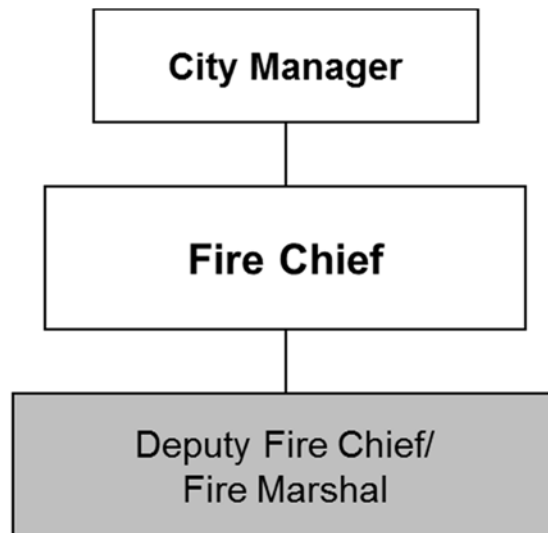 City Manager
Fire Chief
Deputy Fire Chief/
Fire Marshal